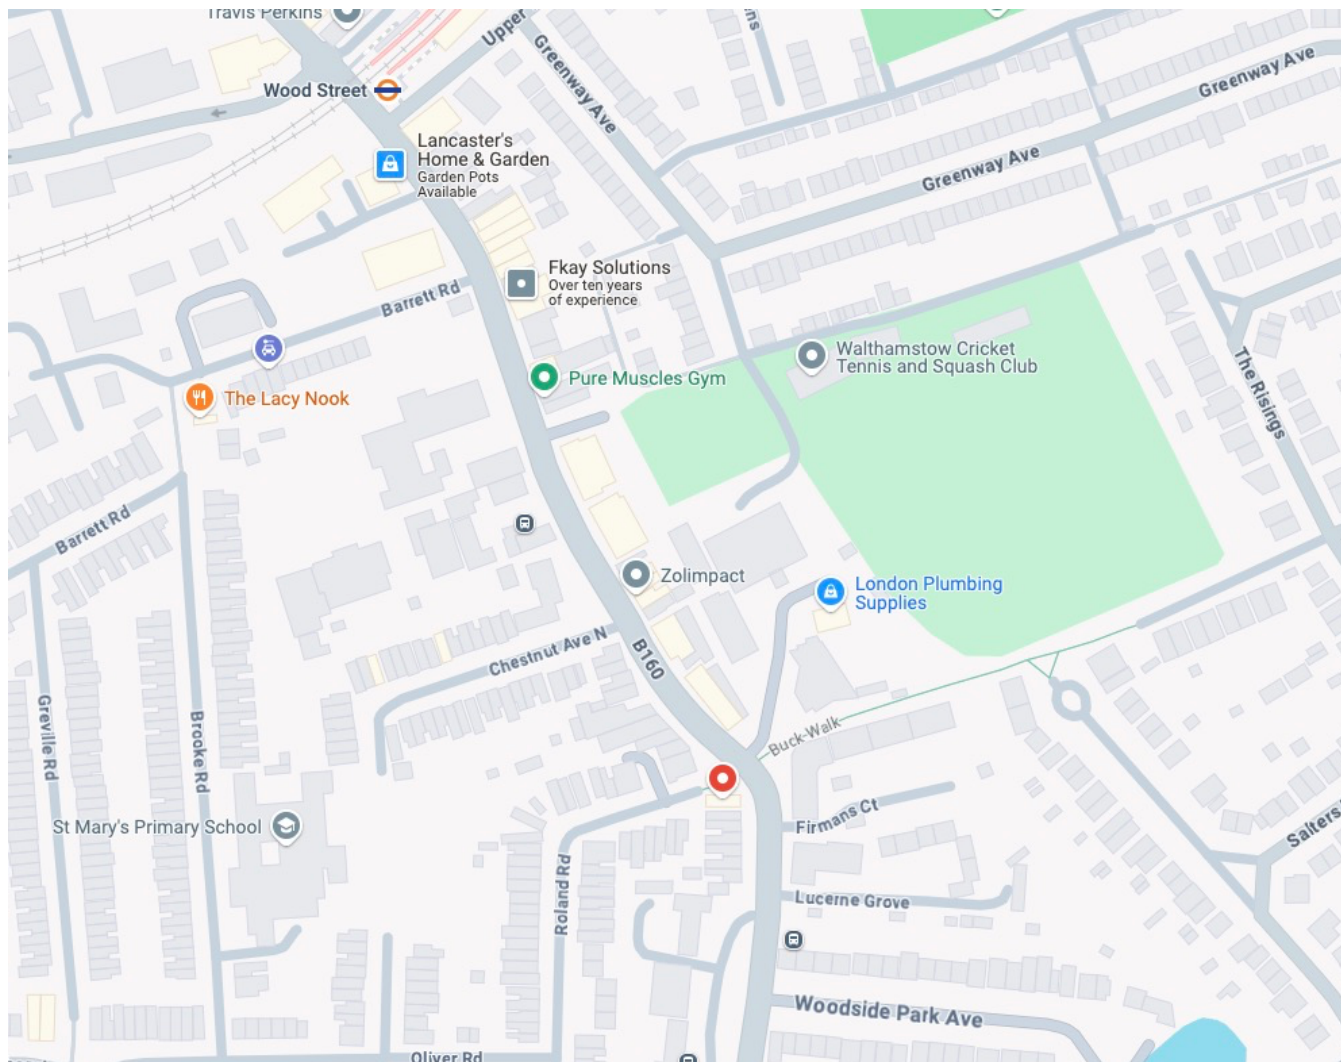 Travis Perkins
Upper
ens
Wood Street
Greenway Ave
Greenway Ave
Lancaster's
Home & Garden
Garden Pots
Available
Greenway Ave
Fkay Solutions
Over ten years
of experience
Barrett Rd
Walthamstow Cricket
Tennis and Squash Club
Pure Muscles Gym
The Risings
The Lacy Nook
Barrett Rd
Zolimpact
London Plumbing
Supplies
Chestnut Ave N
B160
Greville Rd
Brooke Rd
Buck Walk
St Mary's Primary School
Firmans Ct
Salters
Roland Rd
Lucerne Grove
Woodside Park Ave
Oliver Rd